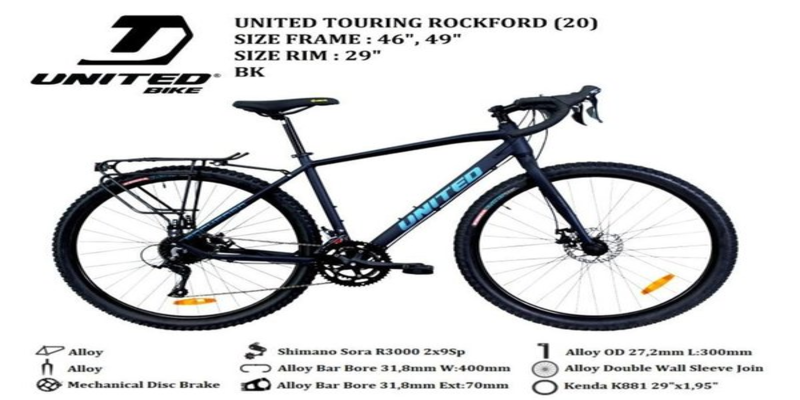 UNITED TOURING ROCKFORD (20)
SIZE FRAME : 46", 49"
SIZE RIM : 29"
BK
UNITED®
BIKE
UNITED
Alloy
Alloy
Mechanical Disc Brake
Shimano Sora R3000 2x9Sp
Alloy Bar Bore 31,8mm W:400mm
Alloy Bar Bore 31,8mm Ext:70mm
Alloy OD 27,2mm L:300mm
Alloy Double Wall Sleeve Join
Kenda K881 29"x1,95"